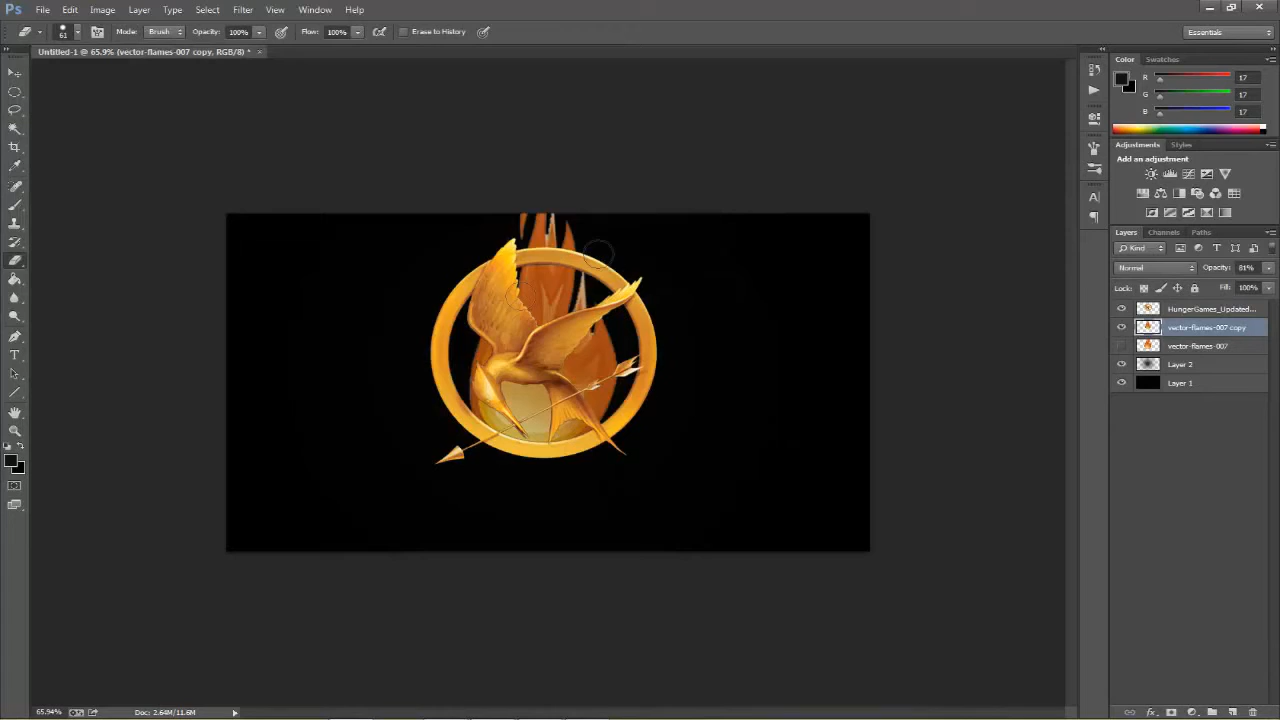 Ps File Edit Image Layer Type Select Filter View Window Help
61 Mode: Brush Opacity: 100% Flow: 100% Erase to History Essentials
Untitled-1 @ 65.9% (vector-flames-007 copy, RGB/8) * ×
Color Swatches
R 17
G 17
B 17
Adjustments Styles
Add an adjustment
Layers Channels Paths
Kind T
Normal Opacity: 81%
Lock: Fill: 100%
HungerGames_Updated...
vector-flames-007 copy
vector-flames-007
Layer 2
Layer 1
65.94% Doc: 2.64M/11.6M
fx